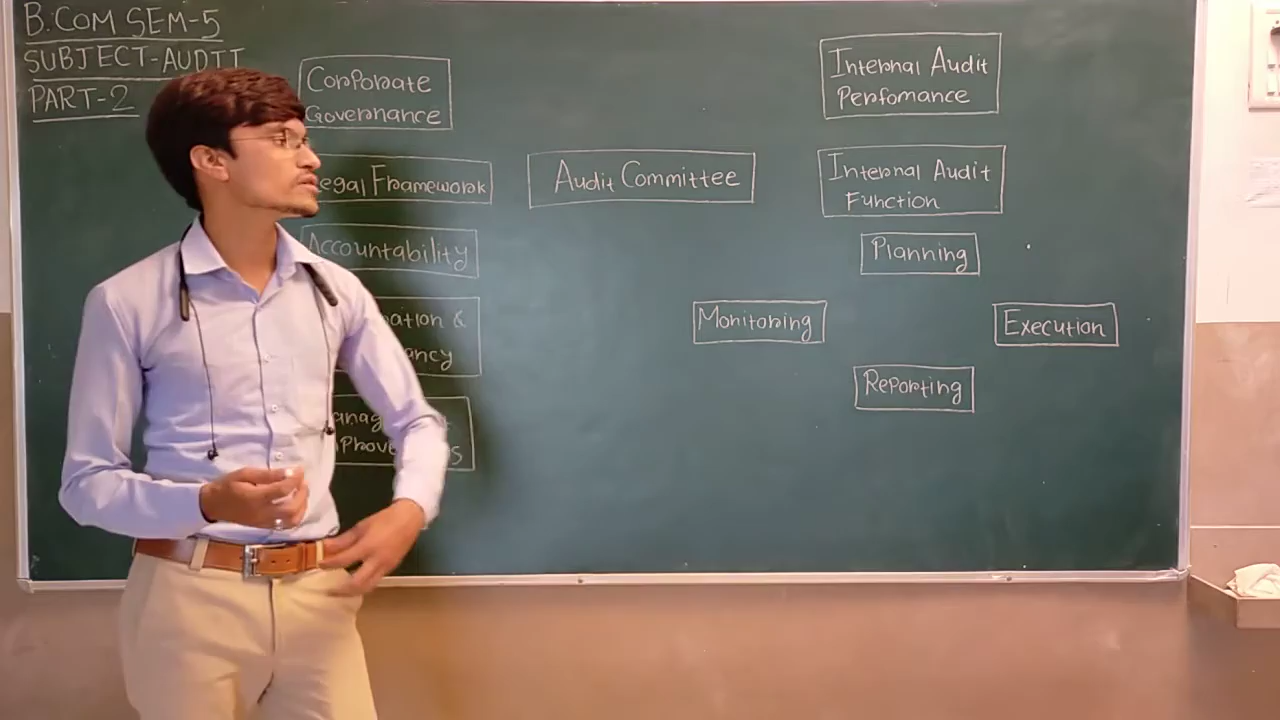 B.COM SEM-5
SUBJECT-AUDIT
PART-2
Corporate
Governance
Framework
Accountability
&
Audit Committee
Internal Audit
Perfomance
Internal Audit
Function
Planning
Monitoring
Execution
Reporting